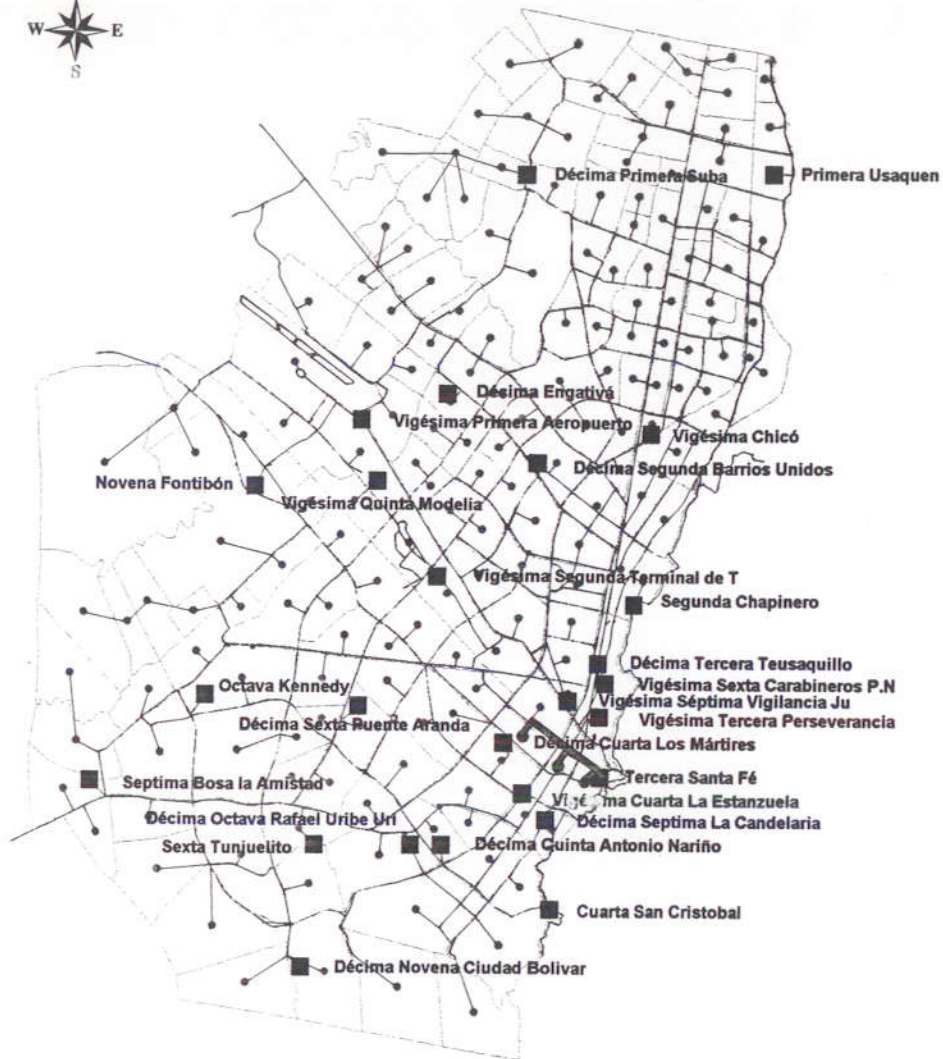 W E
S
Décima Primera Suba
Primera Usaquen
Décima Engativá
Vigésima Primera Aeropuerto
Vigésima Chicó
Décima Segunda Barrios Unidos
Novena Fontibón
Vigésima Quinta Modelia
Vigésima Segunda Terminal de T
Segunda Chapinero
Décima Tercera Teusaquillo
Vigésima Sexta Carabineros P.N
Octava Kennedy
Vigésima Séptima Vigilancia Ju
Décima Sexta Puente Aranda
Vigésima Tercera Perseverancia
Décima Cuarta Los Mártires
Tercera Santa Fé
Septima Bosa la Amistad
Vigésima Cuarta La Estanzuela
Décima Octava Rafael Uribe Uri
Décima Septima La Candelaria
Sexta Tunjuelito
Décima Quinta Antonio Nariño
Cuarta San Cristobal
Décima Novena Ciudad Bolivar